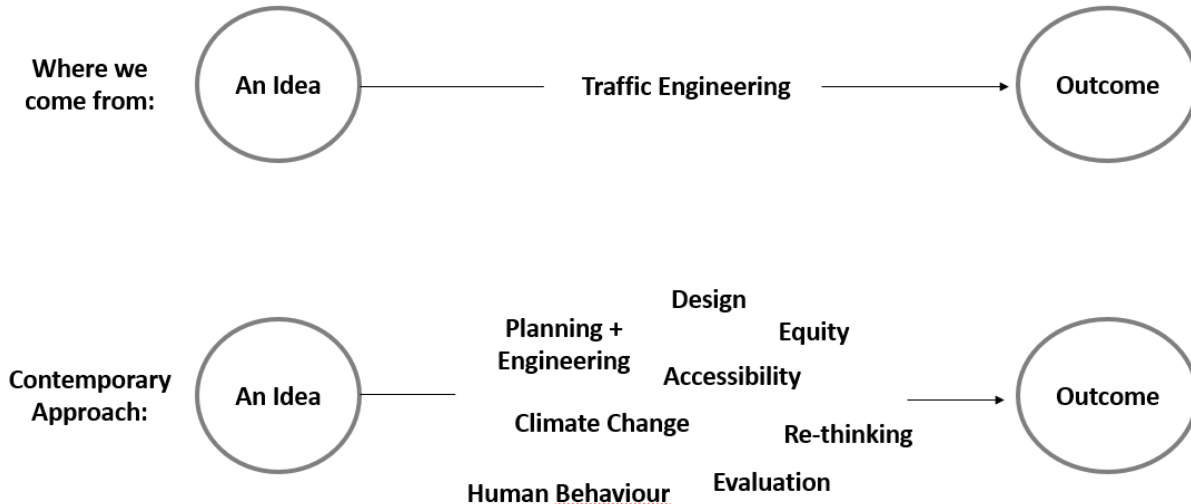 Where we
come from:
An Idea
Traffic Engineering
Outcome
Contemporary
Approach:
An Idea
Planning +
Engineering
Design
Equity
Accessibility
Climate Change
Re-thinking
Human Behaviour
Evaluation
Outcome